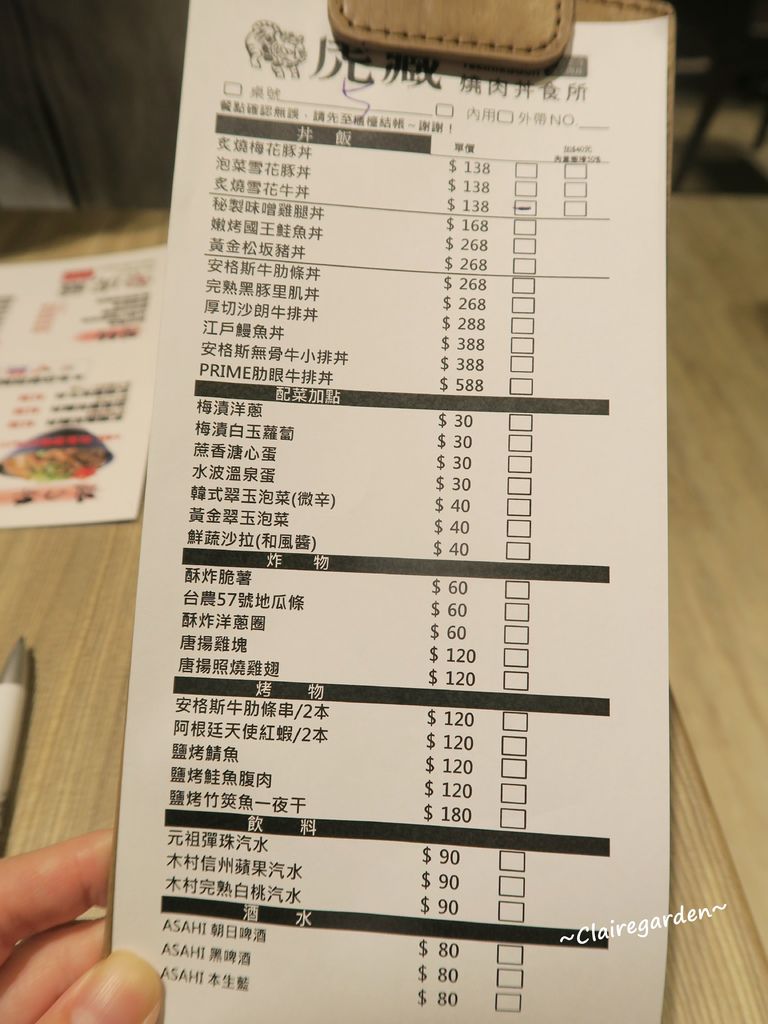 虎藏
燒肉丼食所
桌號
內用 外帶NO.
餐點確認無誤,請先至櫃檯結帳~謝謝!
丼 飯 單價
炙燒梅花豚丼 $ 138
泡菜雪花豚丼 $ 138
炙燒雪花牛丼 $ 138
秘製味噌雞腿丼 $ 168
嫩烤國王鮭魚丼 $ 268
黃金松坂豬丼 $ 268
安格斯牛肋條丼 $ 268
完熟黑豚里肌丼 $ 268
厚切沙朗牛排丼 $ 288
江戶鰻魚丼 $ 388
安格斯無骨牛小排丼 $ 388
PRIME肋眼牛排丼 $ 588
配菜加點
梅漬洋蔥 $ 30
梅漬白玉蘿蔔 $ 30
蔗香溏心蛋 $ 30
水波溫泉蛋 $ 30
韓式翠玉泡菜(微辛) $ 40
黃金翠玉泡菜 $ 40
鮮蔬沙拉(和風醬) $ 40
炸 物
酥炸脆薯 $ 60
台農57號地瓜條 $ 60
酥炸洋蔥圈 $ 60
唐揚雞塊 $ 120
唐揚照燒雞翅 $ 120
烤 物
安格斯牛肋條串/2本 $ 120
阿根廷天使紅蝦/2本 $ 120
鹽烤鯖魚 $ 120
鹽烤鮭魚腹肉 $ 120
鹽烤竹筴魚一夜干 $ 180
飲 料
元祖彈珠汽水 $ 90
木村信州蘋果汽水 $ 90
木村完熟白桃汽水 $ 90
酒 水
ASAHI 朝日啤酒 $ 80
ASAHI 黑啤酒 $ 80
ASAHI 本生藍 $ 80
~Clairegarden~